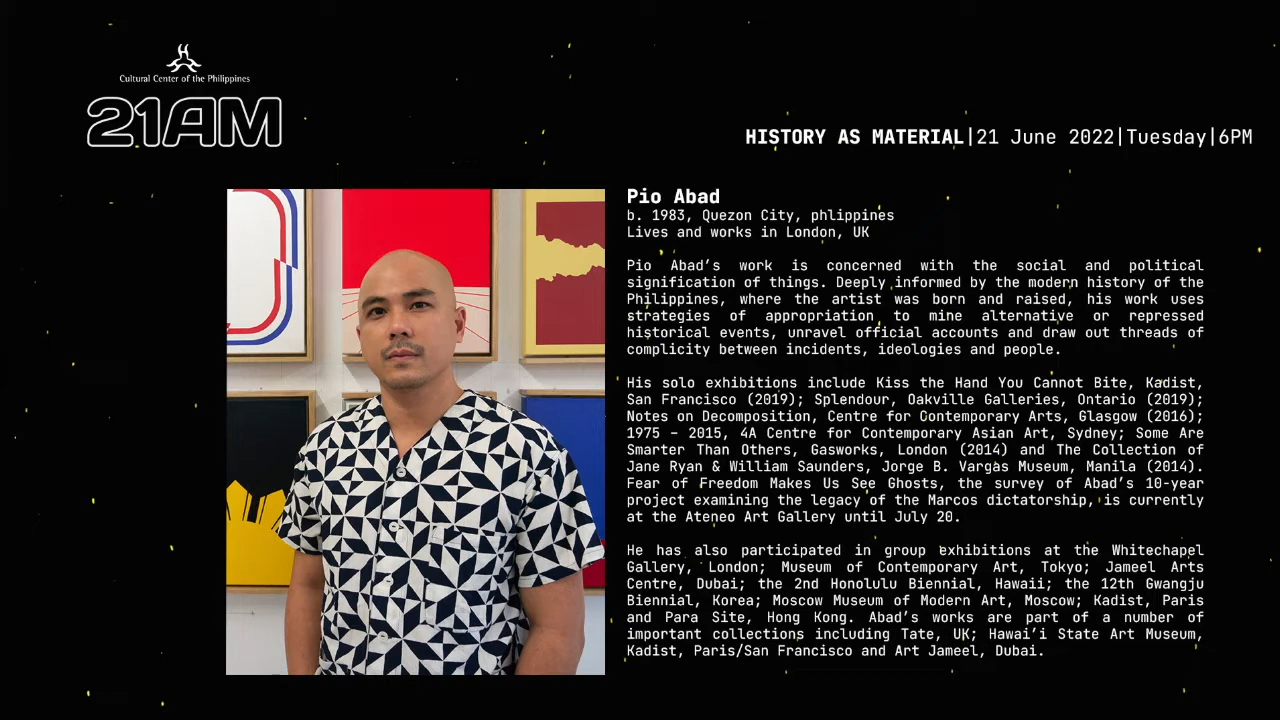 Cultural Center of the Philippines
21AM
HISTORY AS MATERIAL|21 June 2022|Tuesday|6PM
Pio Abad
b. 1983, Quezon City, phlippines
Lives and works in London, UK
Pio Abad's work is concerned with the social and political
signification of things. Deeply informed by the modern history of the
Philippines, where the artist was born and raised, his work uses
strategies of appropriation to mine alternative or repressed
historical events, unravel official accounts and draw out threads of
complicity between incidents, ideologies and people.
His solo exhibitions include Kiss the Hand You Cannot Bite, Kadist,
San Francisco (2019); Splendour, Oakville Galleries, Ontario (2019);
Notes on Decomposition, Centre for Contemporary Arts, Glasgow (2016);
1975 – 2015, 4A Centre for Contemporary Asian Art, Sydney; Some Are
Smarter Than Others, Gasworks, London (2014) and The Collection of
Jane Ryan & William Saunders, Jorge B. Vargas Museum, Manila (2014).
Fear of Freedom Makes Us See Ghosts, the survey of Abad's 10-year
project examining the legacy of the Marcos dictatorship, is currently
at the Ateneo Art Gallery until July 20.
He has also participated in group exhibitions at the Whitechapel
Gallery, London; Museum of Contemporary Art, Tokyo; Jameel Arts
Centre, Dubai; the 2nd Honolulu Biennial, Hawaii; the 12th Gwangju
Biennial, Korea; Moscow Museum of Modern Art, Moscow; Kadist, Paris
and Para Site, Hong Kong. Abad's works are part of a number of
important collections including Tate, UK; Hawai'i State Art Museum,
Kadist, Paris/San Francisco and Art Jameel, Dubai.